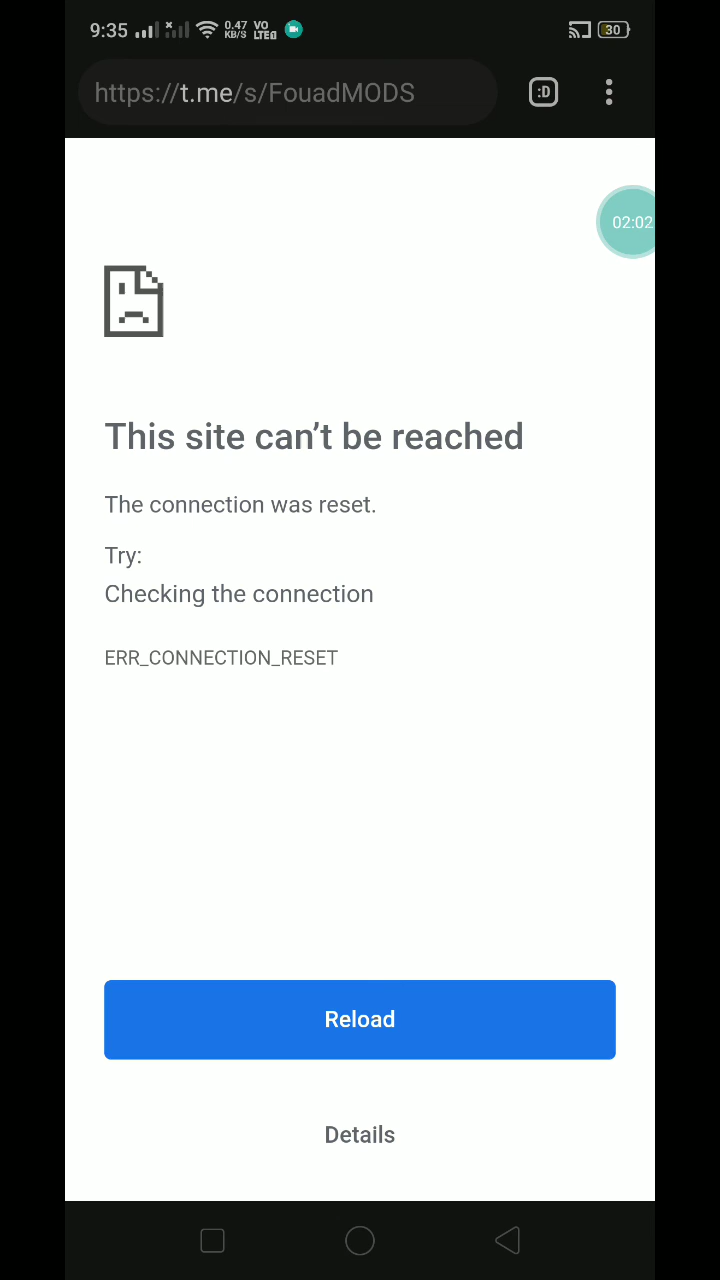 9:35 0.47 KB/S VO LTE 30
https://t.me/s/FouadMODS :D
02:02
This site can’t be reached
The connection was reset.
Try:
Checking the connection
ERR_CONNECTION_RESET
Reload
Details